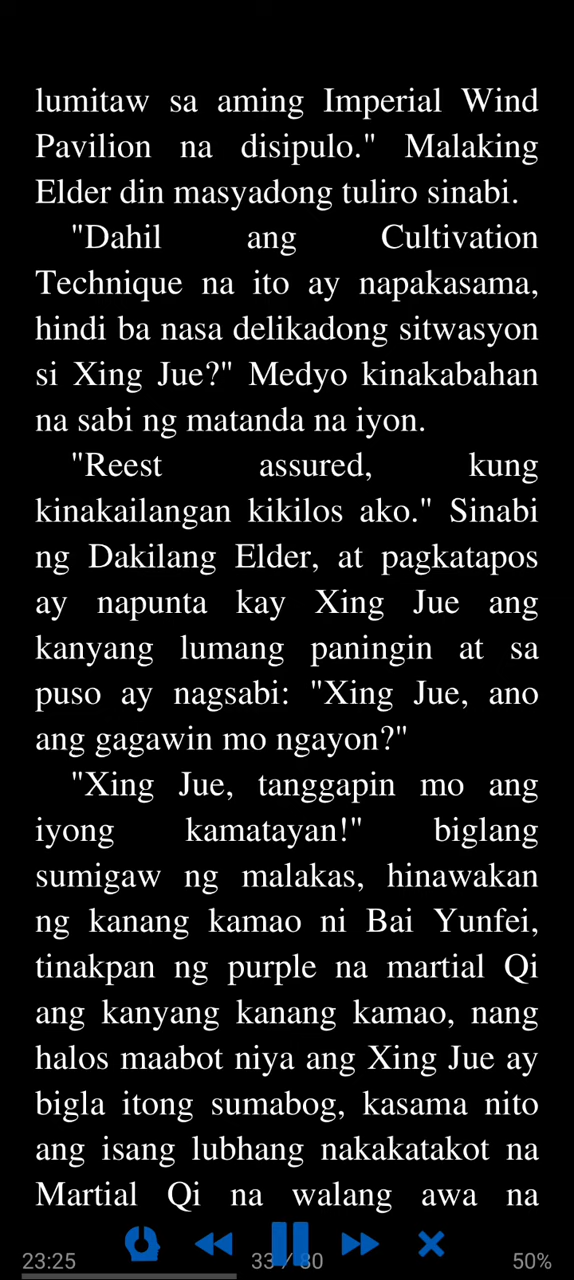 lumitaw sa aming Imperial Wind
Pavilion na disipulo." Malaking
Elder din masyadong tuliro sinabi.
"Dahil ang Cultivation
Technique na ito ay napakasama,
hindi ba nasa delikadong sitwasyon
si Xing Jue?" Medyo kinakabahan
na sabi ng matanda na iyon.
"Reest assured, kung
kinakailangan kikilos ako." Sinabi
ng Dakilang Elder, at pagkatapos
ay napunta kay Xing Jue ang
kanyang lumang paningin at sa
puso ay nagsabi: "Xing Jue, ano
ang gagawin mo ngayon?"
"Xing Jue, tanggapin mo ang
iyong kamatayan!" biglang
sumigaw ng malakas, hinawakan
ng kanang kamao ni Bai Yunfei,
tinakpan ng purple na martial Qi
ang kanyang kanang kamao, nang
halos maabot niya ang Xing Jue ay
bigla itong sumabog, kasama nito
ang isang lubhang nakakatakot na
Martial Qi na walang awa na
23:25 33 / 80 50%